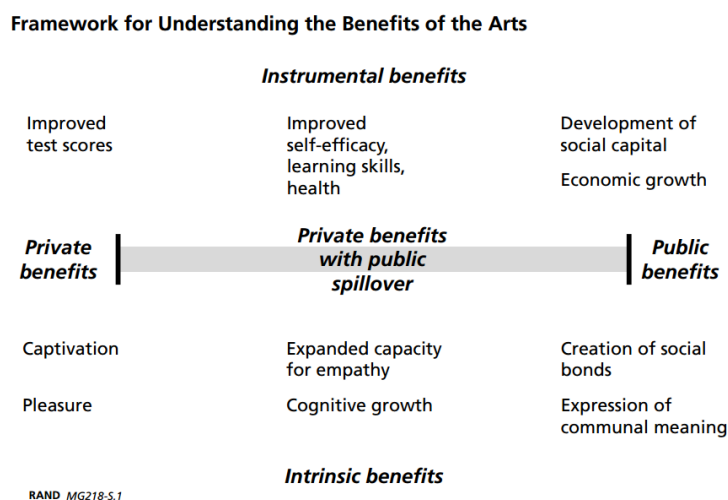 Framework for Understanding the Benefits of the Arts
Instrumental benefits
Improved
test scores
Improved
self-efficacy,
learning skills,
health
Development of
social capital
Economic growth
Private
benefits
Private benefits
with public
spillover
Public
benefits
Captivation
Pleasure
Expanded capacity
for empathy
Cognitive growth
Creation of social
bonds
Expression of
communal meaning
Intrinsic benefits
RAND MG218-S.1